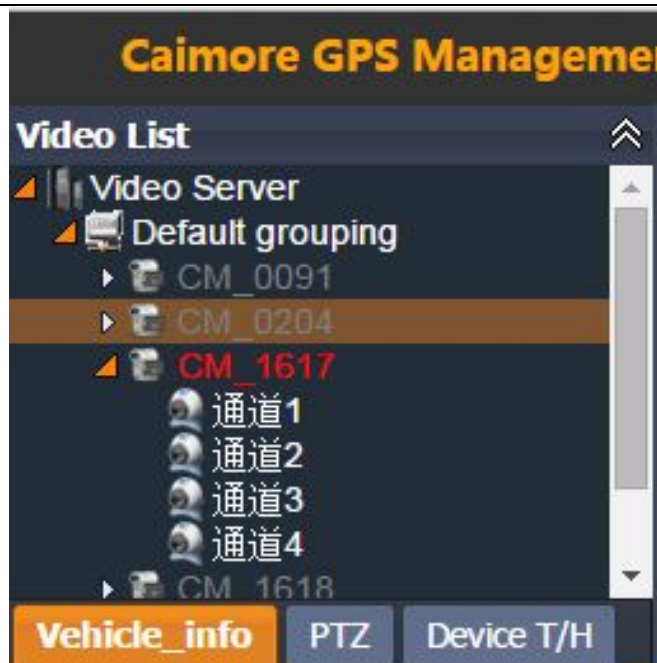 Caimore GPS Manageme
Video List
Video Server
Default grouping
CM_0091
CM_0204
CM_1617
通道1
通道2
通道3
通道4
CM_1618
Vehicle_info PTZ Device T/H